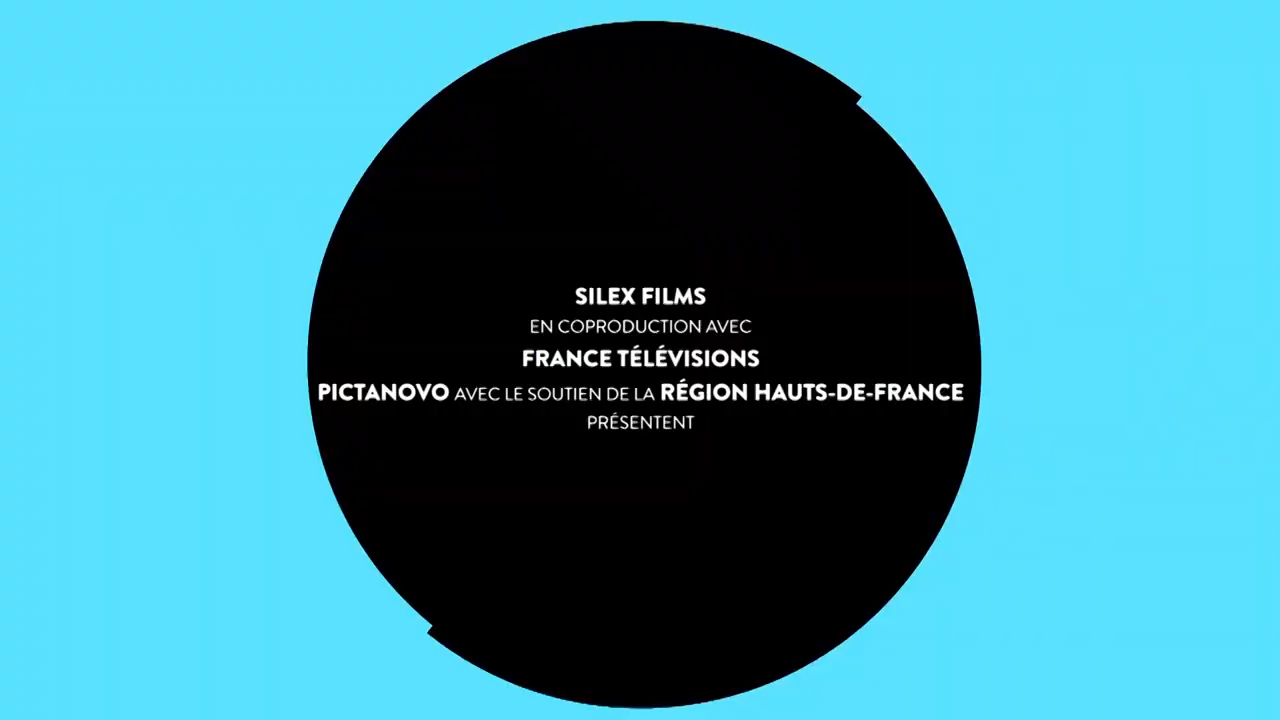 SILEX FILMS
EN COPRODUCTION AVEC
FRANCE TÉLÉVISIONS
PICTANOVO AVEC LE SOUTIEN DE LA RÉGION HAUTS-DE-FRANCE
PRÉSENTENT